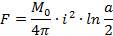 F = M₀/4π · i² · ln a/2